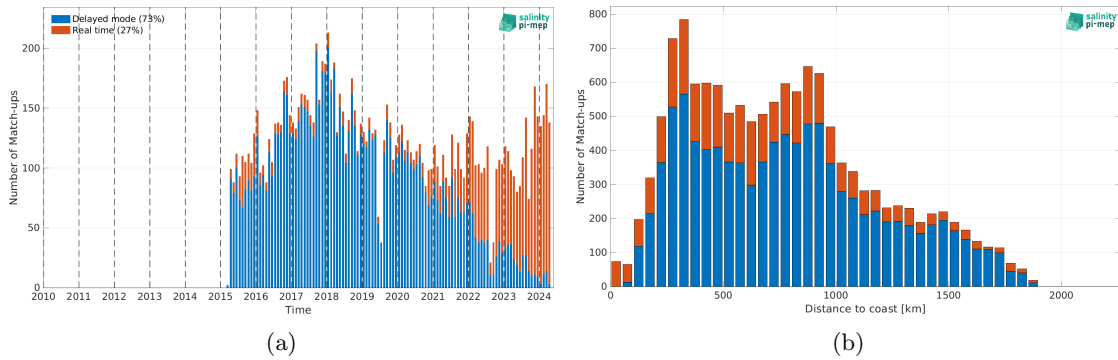 Delayed mode (73%)
Real time (27%)
salinity
pi-mep
Number of Match-ups
200
150
100
50
0
2010 2011 2012 2013 2014 2015 2016 2017 2018 2019 2020 2021 2022 2023 2024
Time
(a)
salinity
pi-mep
Number of Match-ups
800
700
600
500
400
300
200
100
0
0 500 1000 1500 2000
Distance to coast [km]
(b)